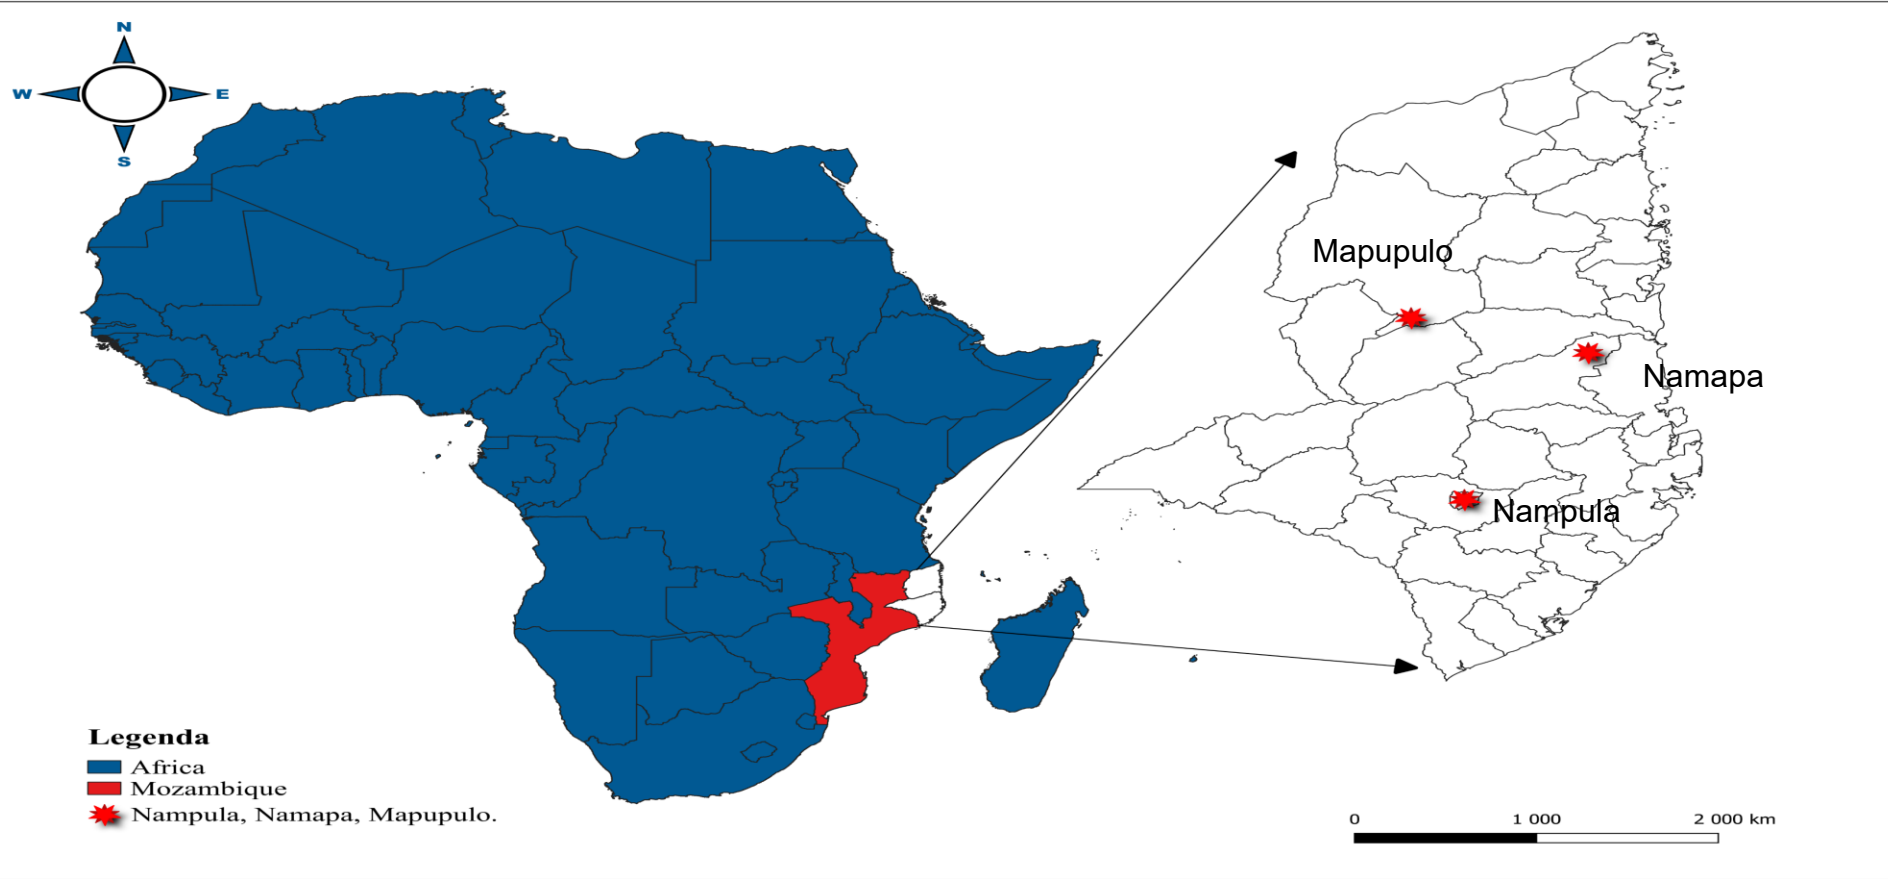 N
W E
S
Mapupulo
Namapa
Nampula
Legenda
Africa
Mozambique
Nampula, Namapa, Mapupulo.
0 1 000 2 000 km